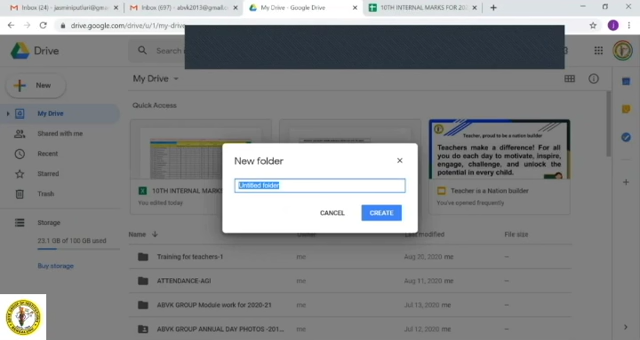 Inbox (24) - jasminiputlari@gm
Inbox (697) - abvk2013@gmail.
My Drive - Google Drive
10TH INTERNAL MARKS FOR 202
drive.google.com/drive/u/1/my-drive
Drive
Search
New
My Drive
Quick Access
My Drive
Shared with me
Recent
Starred
Trash
Storage
23.1 GB of 100 GB used
Buy storage
New folder
Untitled folder
CANCEL
CREATE
Teacher, proud to be a nation builder
Teachers make a difference! For all
you do each day to motivate, inspire,
engage, challenge, and unlock the
potential in every child.
10TH INTERNAL MARKS
You edited today
Teacher is a Nation builder
You've opened frequently
Name
Owner
Last modified
File size
Training for teachers-1
me
Aug 20, 2020 me
–
ATTENDANCE-AGI
me
Aug 11, 2020 me
–
ABVK GROUP Module work for 2020-21
me
Jul 13, 2020 me
–
ABVK GROUP ANNUAL DAY PHOTOS -201...
me
Jul 12, 2020 me
–